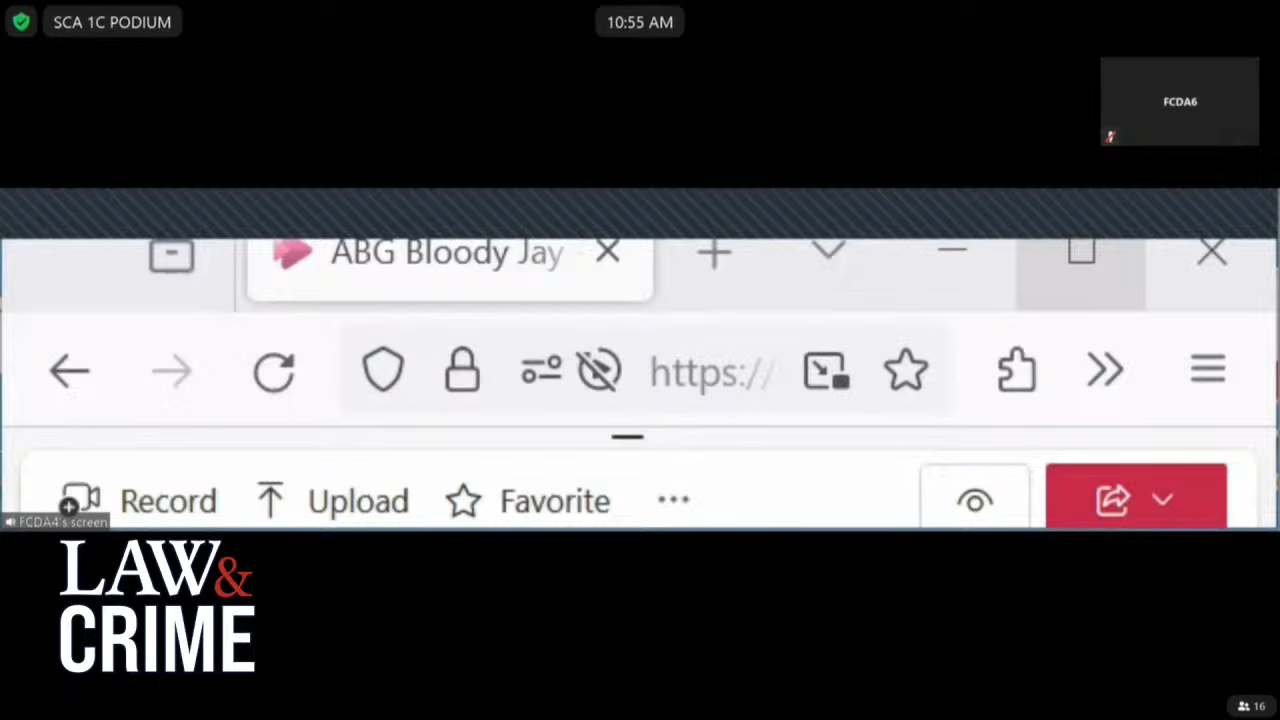 SCA 1C PODIUM
10:55 AM
FCDA6
ABG Bloody Jay
https://
Record Upload Favorite
FCDA4's screen
LAW&
CRIME
16